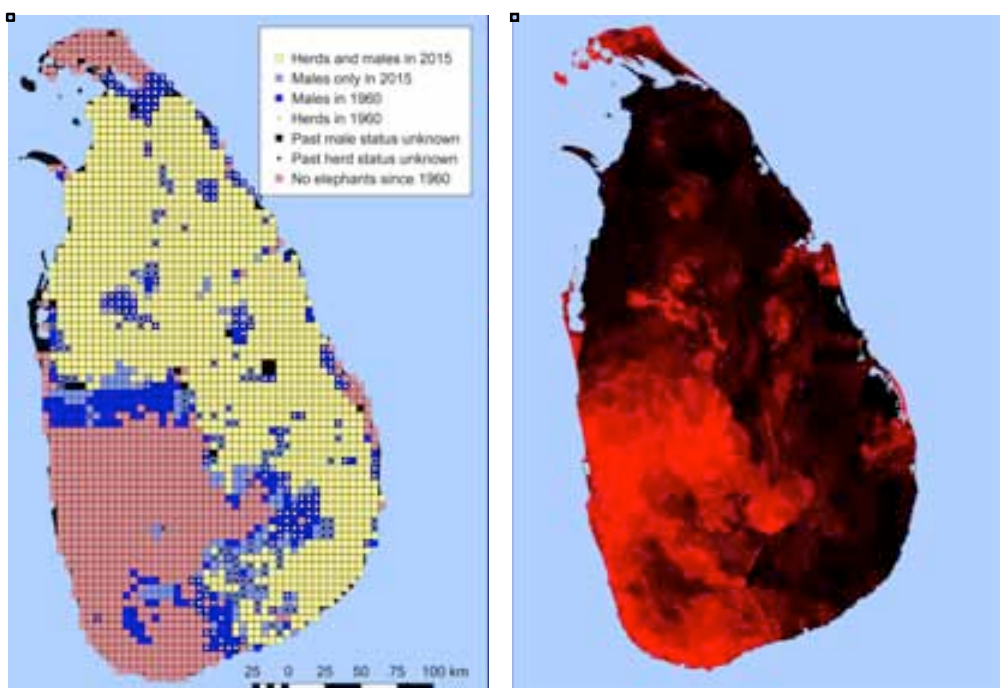 Herds and males in 2015
Males only in 2015
Males in 1960
Herds in 1960
Past male status unknown
Past herd status unknown
No elephants since 1960
25 0 25 50 75 100 km